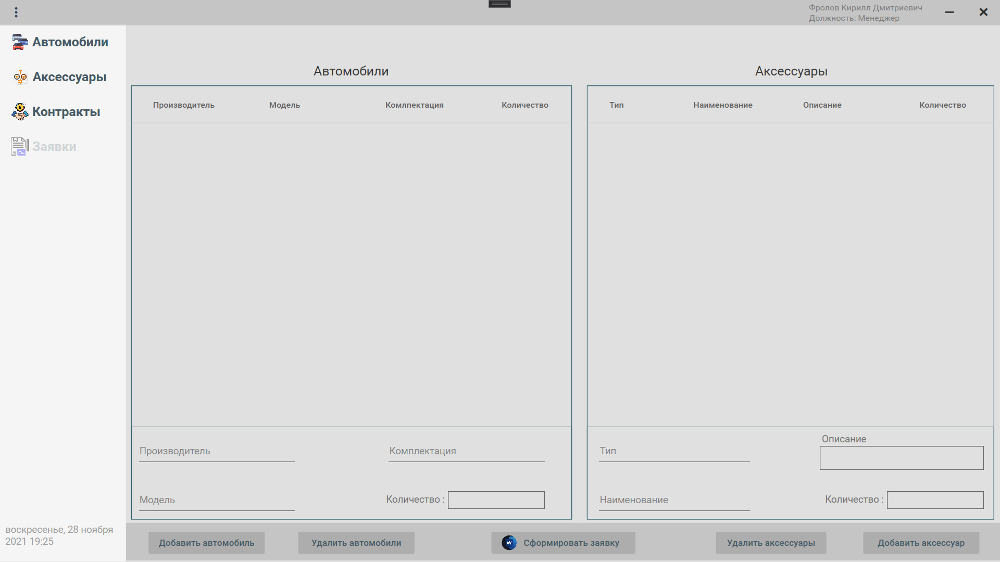 Фролов Кирилл Дмитриевич
Должность: Менеджер
Автомобили
Аксессуары
Контракты
Заявки
воскресенье, 28 ноября
2021 19:25
Автомобили
Производитель Модель Комлпектация Количество
Производитель Комплектация
Модель Количество :
Аксессуары
Тип Наименование Описание Количество
Описание
Тип
Наименование Количество :
Добавить автомобиль Удалить автомобили W Сформировать заявку Удалить аксессуары Добавить аксессуар